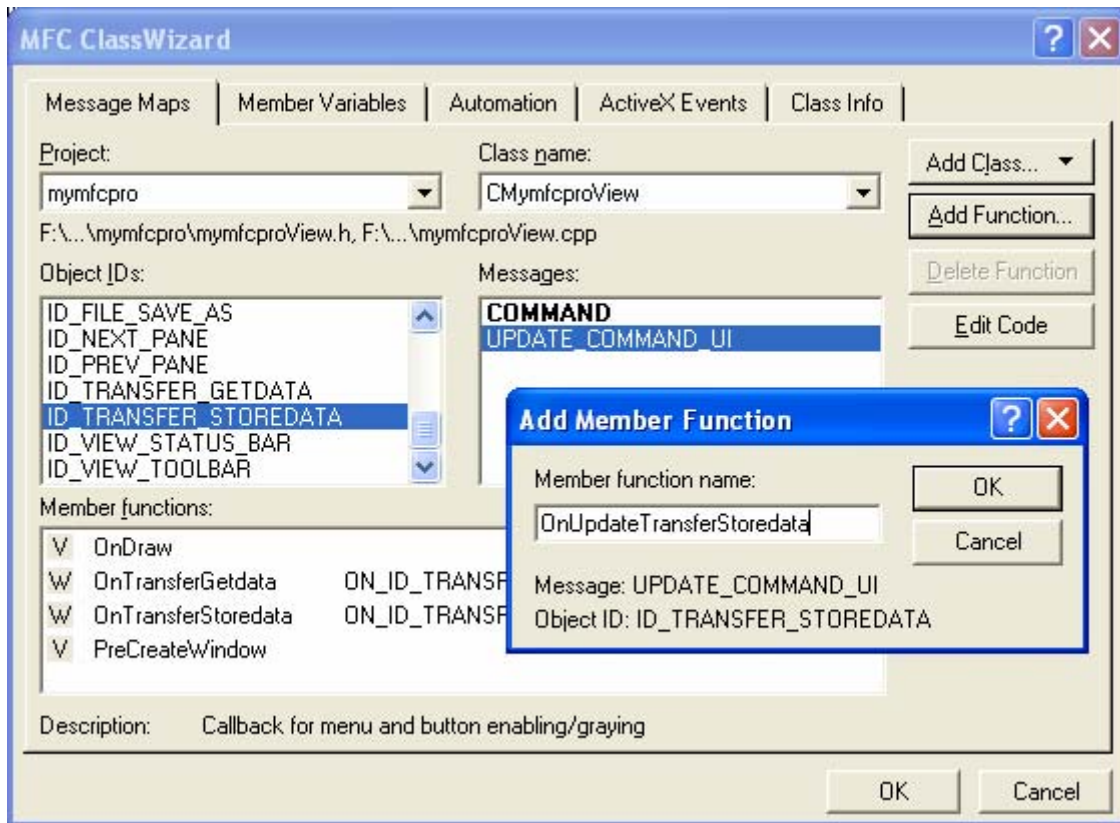 MFC ClassWizard
Message Maps
Member Variables
Automation
ActiveX Events
Class Info
Project:
Class name:
mymfcpro
CMymfcproView
Add Class...
Add Function...
Delete Function
Edit Code
F:\...\mymfcpro\mymfcproView.h, F:\...\mymfcproView.cpp
Object IDs:
Messages:
ID_FILE_SAVE_AS
ID_NEXT_PANE
ID_PREV_PANE
ID_TRANSFER_GETDATA
ID_TRANSFER_STOREDATA
ID_VIEW_STATUS_BAR
ID_VIEW_TOOLBAR
COMMAND
UPDATE_COMMAND_UI
Add Member Function
Member function name:
OnUpdateTransferStoredata
OK
Cancel
Message: UPDATE_COMMAND_UI
Object ID: ID_TRANSFER_STOREDATA
Member functions:
V OnDraw
W OnTransferGetdata ON_ID_TRANSF
W OnTransferStoredata ON_ID_TRANSF
V PreCreateWindow
Description: Callback for menu and button enabling/graying
OK
Cancel